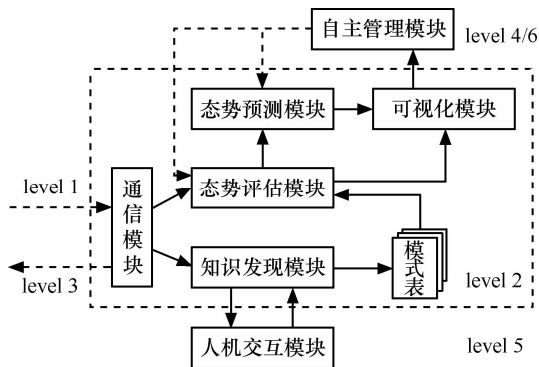 自主管理模块
level 4/6
态势预测模块
可视化模块
level 1
通信模块
态势评估模块
知识发现模块
模式表
level 2
level 3
人机交互模块
level 5